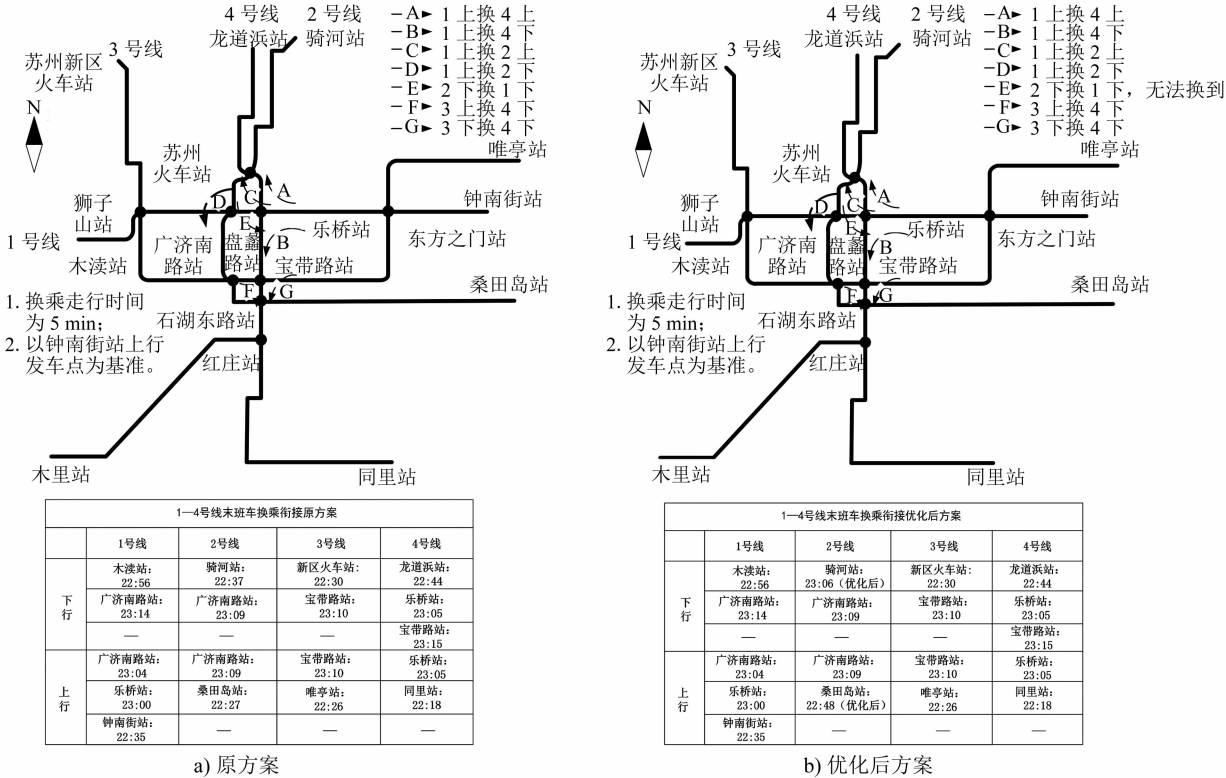 4 号线
龙道浜站
2 号线
骑河站
3 号线
苏州新区
火车站
N
A 1 上换 4 上
B 1 上换 4 下
C 1 上换 2 上
D 1 上换 2 下
E 2 下换 1 下
F 3 上换 4 下
G 3 下换 4 下
苏州
火车站
唯亭站
狮子
山站
钟南街站
A
C
D
E
B
1 号线
木渎站
广济南
路站
盘蠡
路站
乐桥站
东方之门站
宝带路站
桑田岛站
F
G
石湖东路站
红庄站
1. 换乘走行时间
为 5 min;
2. 以钟南街站上行
发车点为基准。
木里站
同里站
1—4号线末班车换乘衔接原方案
1号线 2号线 3号线 4号线
下行
木渎站: 22:56 骑河站: 22:37 新区火车站: 22:30 龙道浜站: 22:44
广济南路站: 23:14 广济南路站: 23:09 宝带路站: 23:10 乐桥站: 23:05
— — — 宝带路站: 23:15
上行
广济南路站: 23:04 广济南路站: 23:09 宝带路站: 23:10 乐桥站: 23:05
乐桥站: 23:00 桑田岛站: 22:27 唯亭站: 22:26 同里站: 22:18
钟南街站: 22:35 — — —
a) 原方案
4 号线
龙道浜站
2 号线
骑河站
3 号线
苏州新区
火车站
N
A 1 上换 4 上
B 1 上换 4 下
C 1 上换 2 上
D 1 上换 2 下
E 2 下换 1 下，无法换到
F 3 上换 4 下
G 3 下换 4 下
苏州
火车站
唯亭站
狮子
山站
钟南街站
A
C
D
E
B
1 号线
木渎站
广济南
路站
盘蠡
路站
乐桥站
东方之门站
宝带路站
桑田岛站
F
G
石湖东路站
红庄站
1. 换乘走行时间
为 5 min;
2. 以钟南街站上行
发车点为基准。
木里站
同里站
1—4号线末班车换乘衔接优化后方案
1号线 2号线 3号线 4号线
下行
木渎站: 22:56 骑河站: 23:06（优化后） 新区火车站: 22:30 龙道浜站: 22:44
广济南路站: 23:14 广济南路站: 23:09 宝带路站: 23:10 乐桥站: 23:05
— — — 宝带路站: 23:15
上行
广济南路站: 23:04 广济南路站: 23:09 宝带路站: 23:10 乐桥站: 23:05
乐桥站: 23:00 桑田岛站: 22:48（优化后） 唯亭站: 22:26 同里站: 22:18
钟南街站: 22:35 — — —
b) 优化后方案